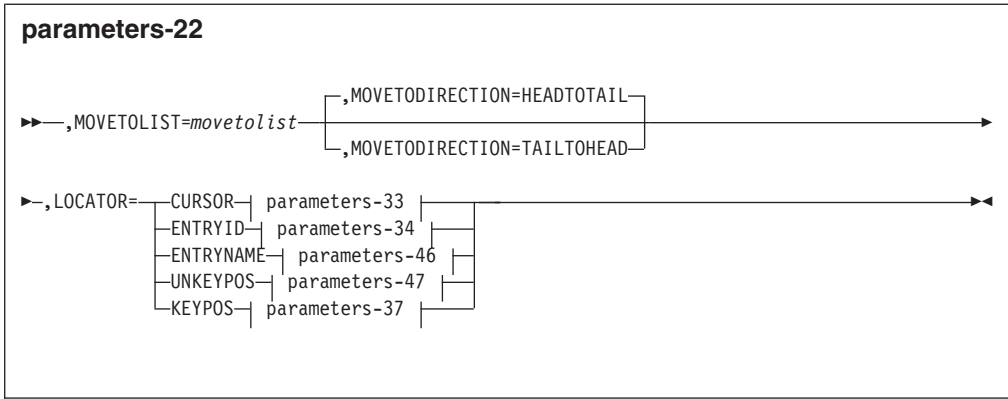 parameters-22
,MOVETODIRECTION=HEADTOTAIL
,MOVETOLIST=movetolist
,MOVETODIRECTION=TAILTOHEAD
,LOCATOR= CURSOR parameters-33
ENTRYID parameters-34
ENTRYNAME parameters-46
UNKEYPOS parameters-47
KEYPOS parameters-37